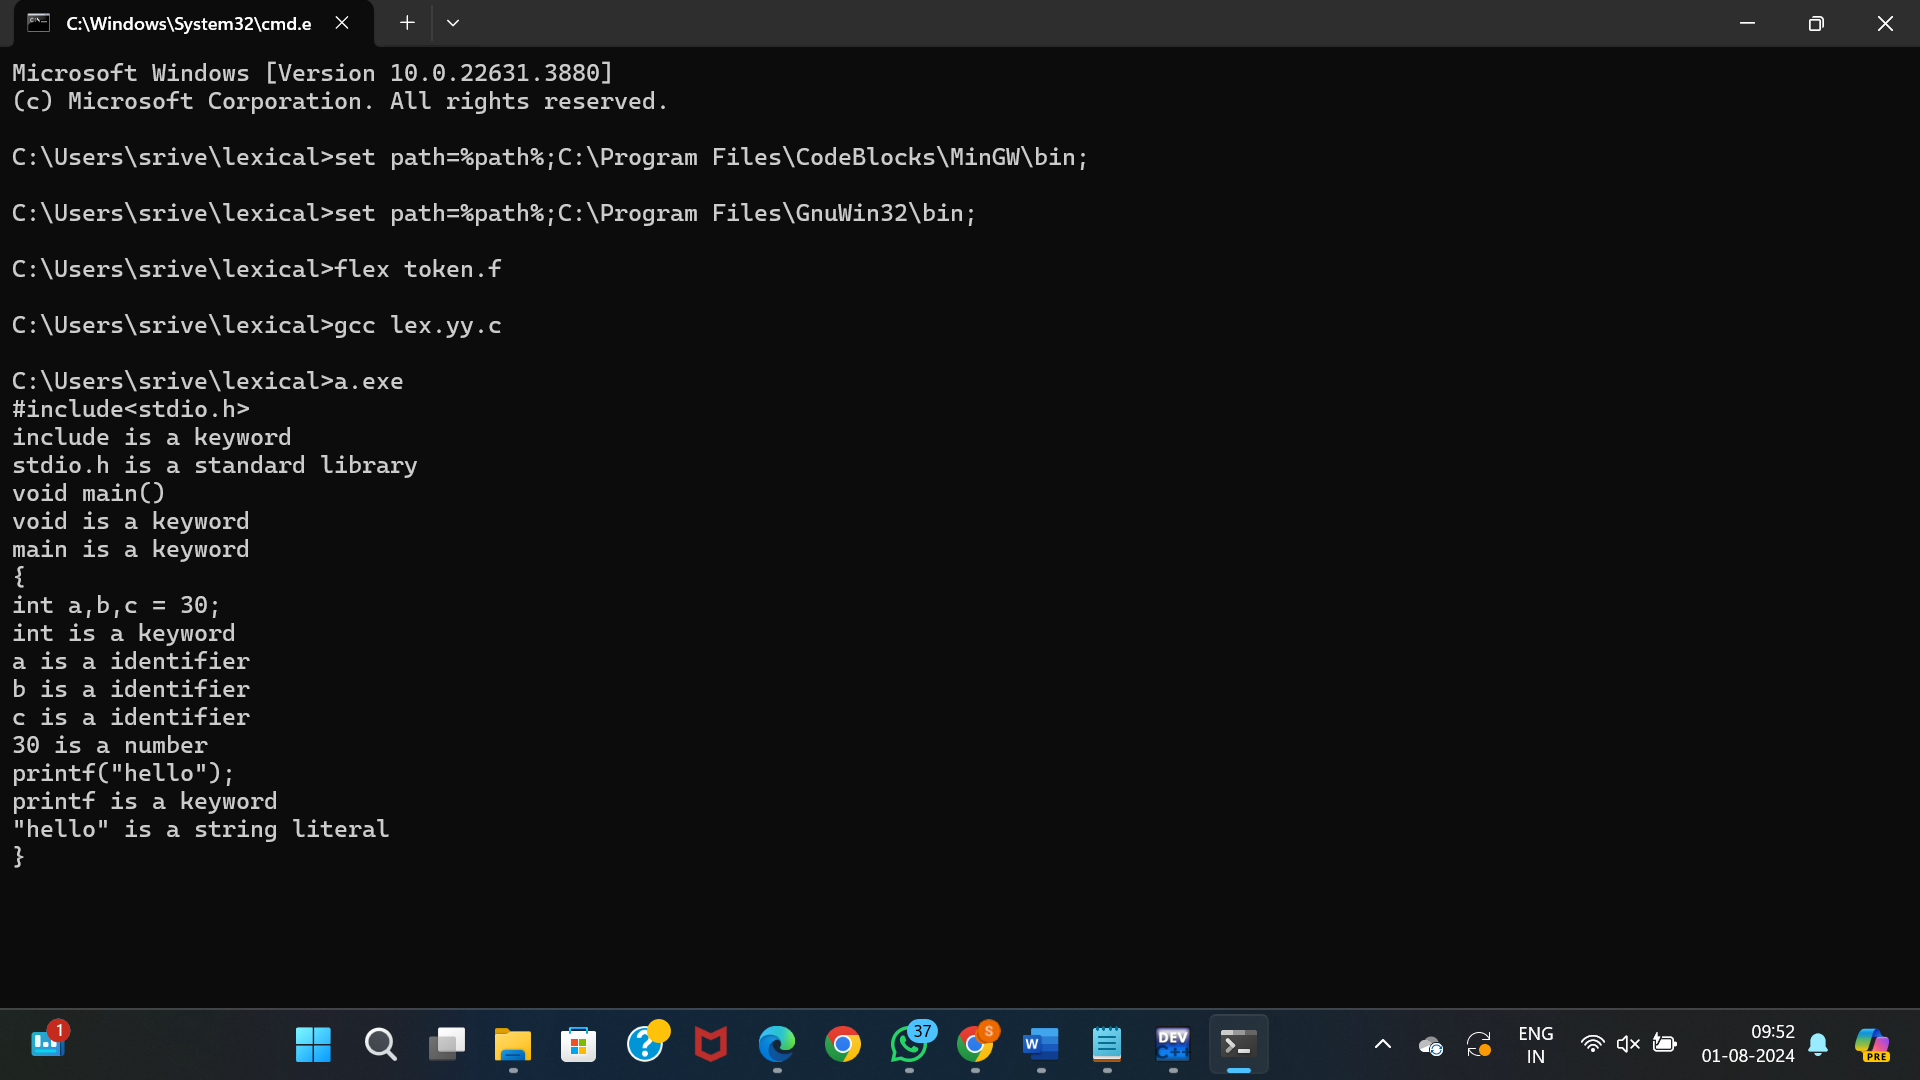 C:\Windows\System32\cmd.e
Microsoft Windows [Version 10.0.22631.3880]
(c) Microsoft Corporation. All rights reserved.
C:\Users\srive\lexical>set path=%path%;C:\Program Files\CodeBlocks\MinGW\bin;
C:\Users\srive\lexical>set path=%path%;C:\Program Files\GnuWin32\bin;
C:\Users\srive\lexical>flex token.f
C:\Users\srive\lexical>gcc lex.yy.c
C:\Users\srive\lexical>a.exe
#include<stdio.h>
include is a keyword
stdio.h is a standard library
void main()
void is a keyword
main is a keyword
{
int a,b,c = 30;
int is a keyword
a is a identifier
b is a identifier
c is a identifier
30 is a number
printf("hello");
printf is a keyword
"hello" is a string literal
}
1
37
S
W
DEV
C++
ENG
IN
09:52
01-08-2024
PRE